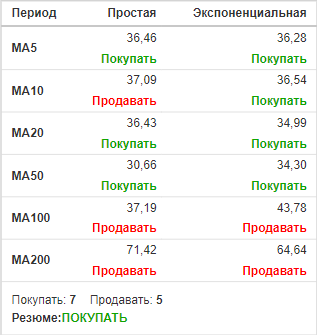 Период Простая Экспоненциальная
36,46 36,28
MA5
Покупать Покупать
37,09 36,54
MA10
Продавать Покупать
36,43 34,99
MA20
Покупать Покупать
30,66 34,30
MA50
Покупать Покупать
37,19 43,78
MA100
Продавать Продавать
71,42 64,64
MA200
Продавать Продавать
Покупать: 7 Продавать: 5
Резюме:ПОКУПАТЬ